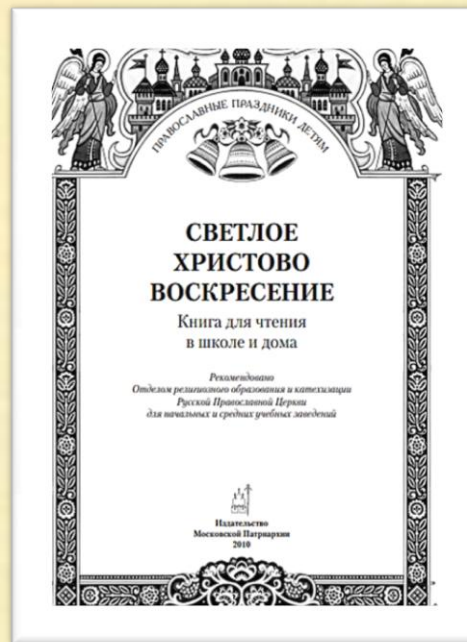 ПРАВОСЛАВНЫЕ ПРАЗДНИКИ ДЕТЯМ
СВЕТЛОЕ
ХРИСТОВО
ВОСКРЕСЕНИЕ
Книга для чтения
в школе и дома
Рекомендовано
Отделом религиозного образования и катехизации
Русской Православной Церкви
для начальных и средних учебных заведений
Издательство
Московской Патриархии
2010